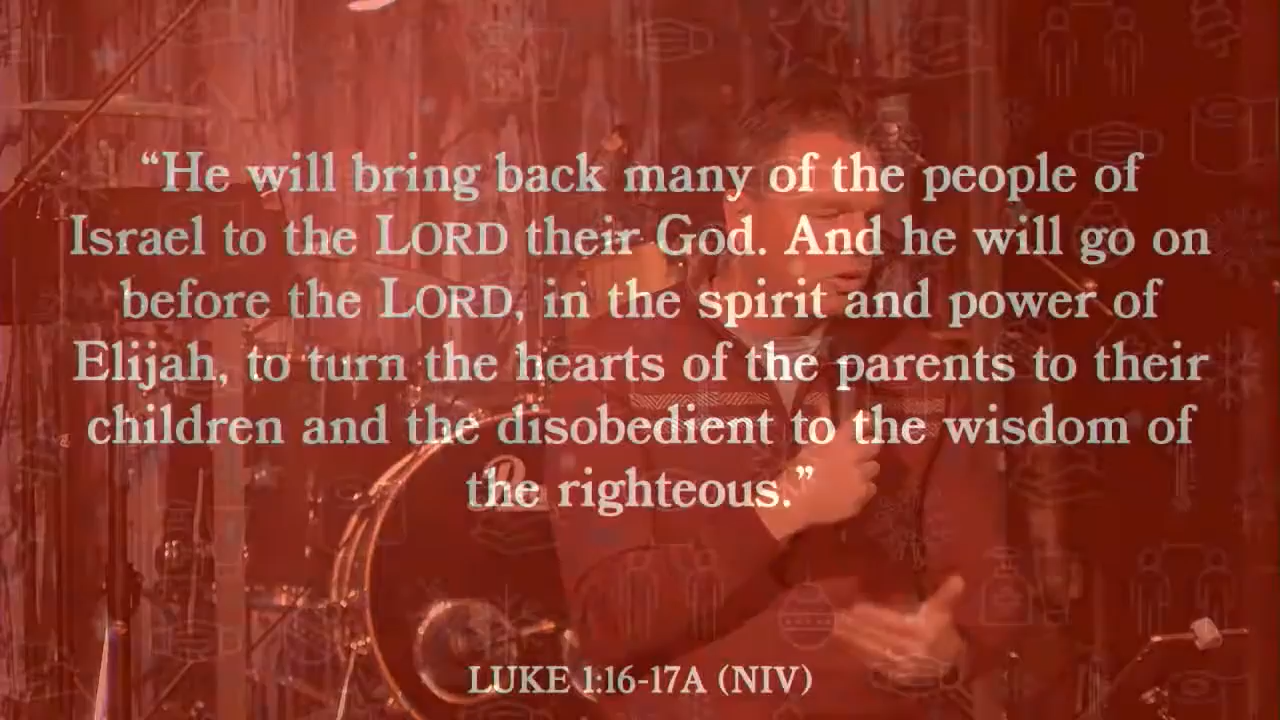 “He will bring back many of the people of
Israel to the LORD their God. And he will go on
before the LORD, in the spirit and power of
Elijah, to turn the hearts of the parents to their
children and the disobedient to the wisdom of
the righteous.”
LUKE 1:16-17A (NIV)